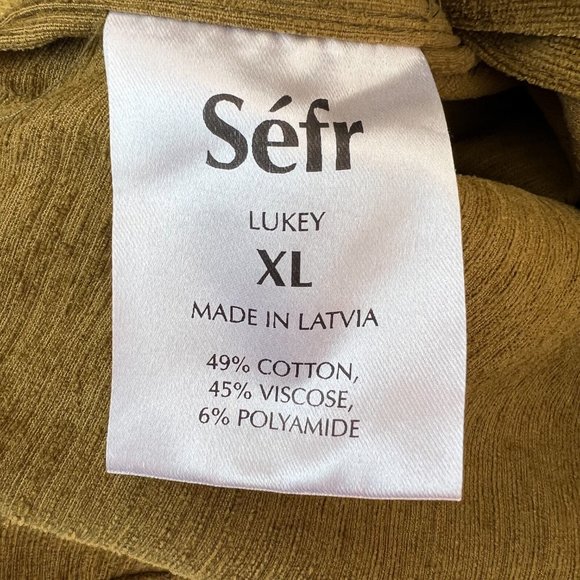 Séfr
LUKEY
XL
MADE IN LATVIA
49% COTTON,
45% VISCOSE,
6% POLYAMIDE